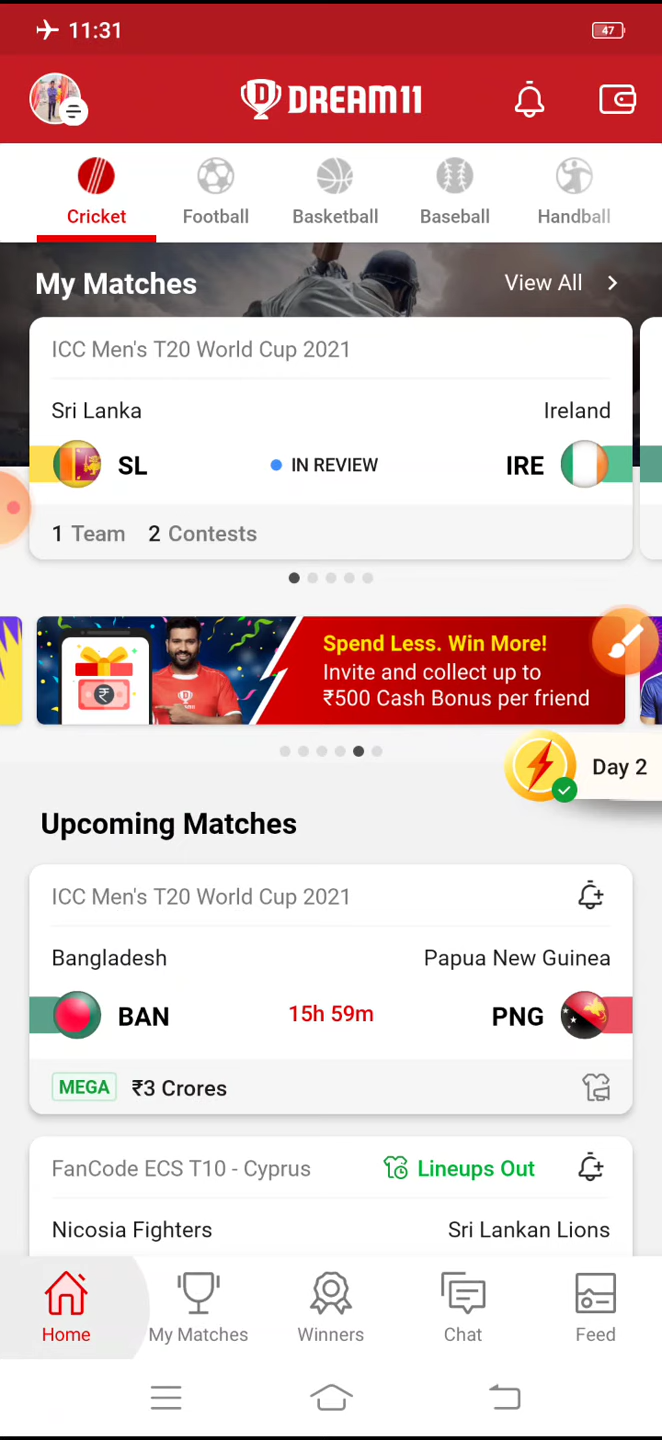 11:31
47
DREAM11
Cricket
Football
Basketball
Baseball
Handball
My Matches
View All
ICC Men's T20 World Cup 2021
Sri Lanka
Ireland
SL
IN REVIEW
IRE
1 Team 2 Contests
Spend Less. Win More!
Invite and collect up to
₹500 Cash Bonus per friend
Day 2
Upcoming Matches
ICC Men's T20 World Cup 2021
Bangladesh
Papua New Guinea
BAN
15h 59m
PNG
MEGA ₹3 Crores
FanCode ECS T10 - Cyprus
Lineups Out
Nicosia Fighters
Sri Lankan Lions
Home
My Matches
Winners
Chat
Feed